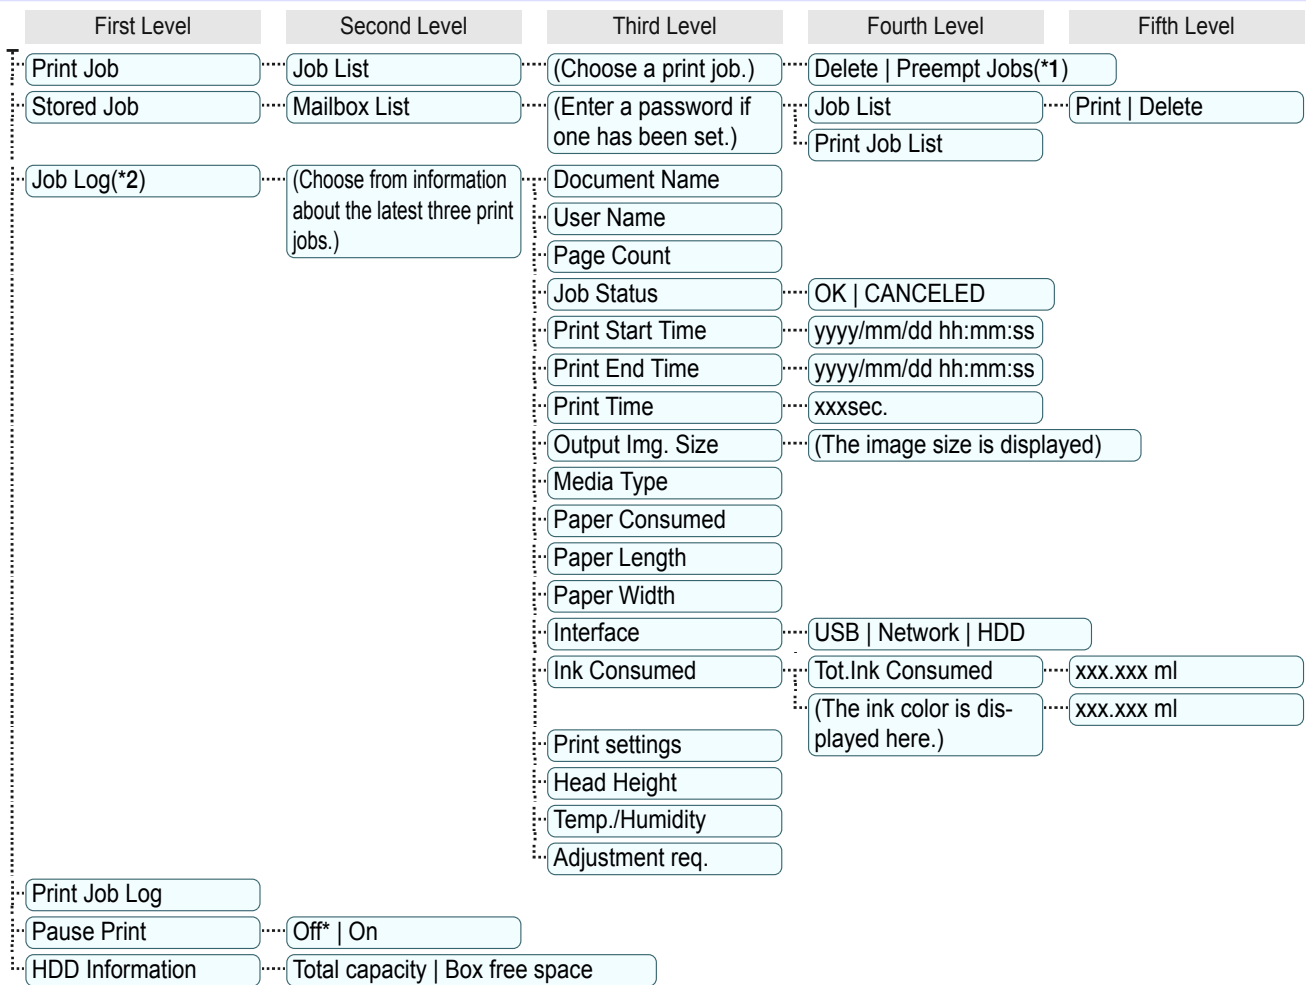 First Level Second Level Third Level Fourth Level Fifth Level
Print Job Job List (Choose a print job.) Delete | Preempt Jobs(*1)
Stored Job Mailbox List (Enter a password if Job List Print | Delete
one has been set.) Print Job List
Job Log(*2) (Choose from information Document Name
about the latest three print User Name
jobs.) Page Count
Job Status OK | CANCELED
Print Start Time yyyy/mm/dd hh:mm:ss
Print End Time yyyy/mm/dd hh:mm:ss
Print Time xxxsec.
Output Img. Size (The image size is displayed)
Media Type
Paper Consumed
Paper Length
Paper Width
Interface USB | Network | HDD
Ink Consumed Tot.Ink Consumed xxx.xxx ml
(The ink color is dis- xxx.xxx ml
played here.)
Print settings
Head Height
Temp./Humidity
Adjustment req.
Print Job Log
Pause Print Off* | On
HDD Information Total capacity | Box free space